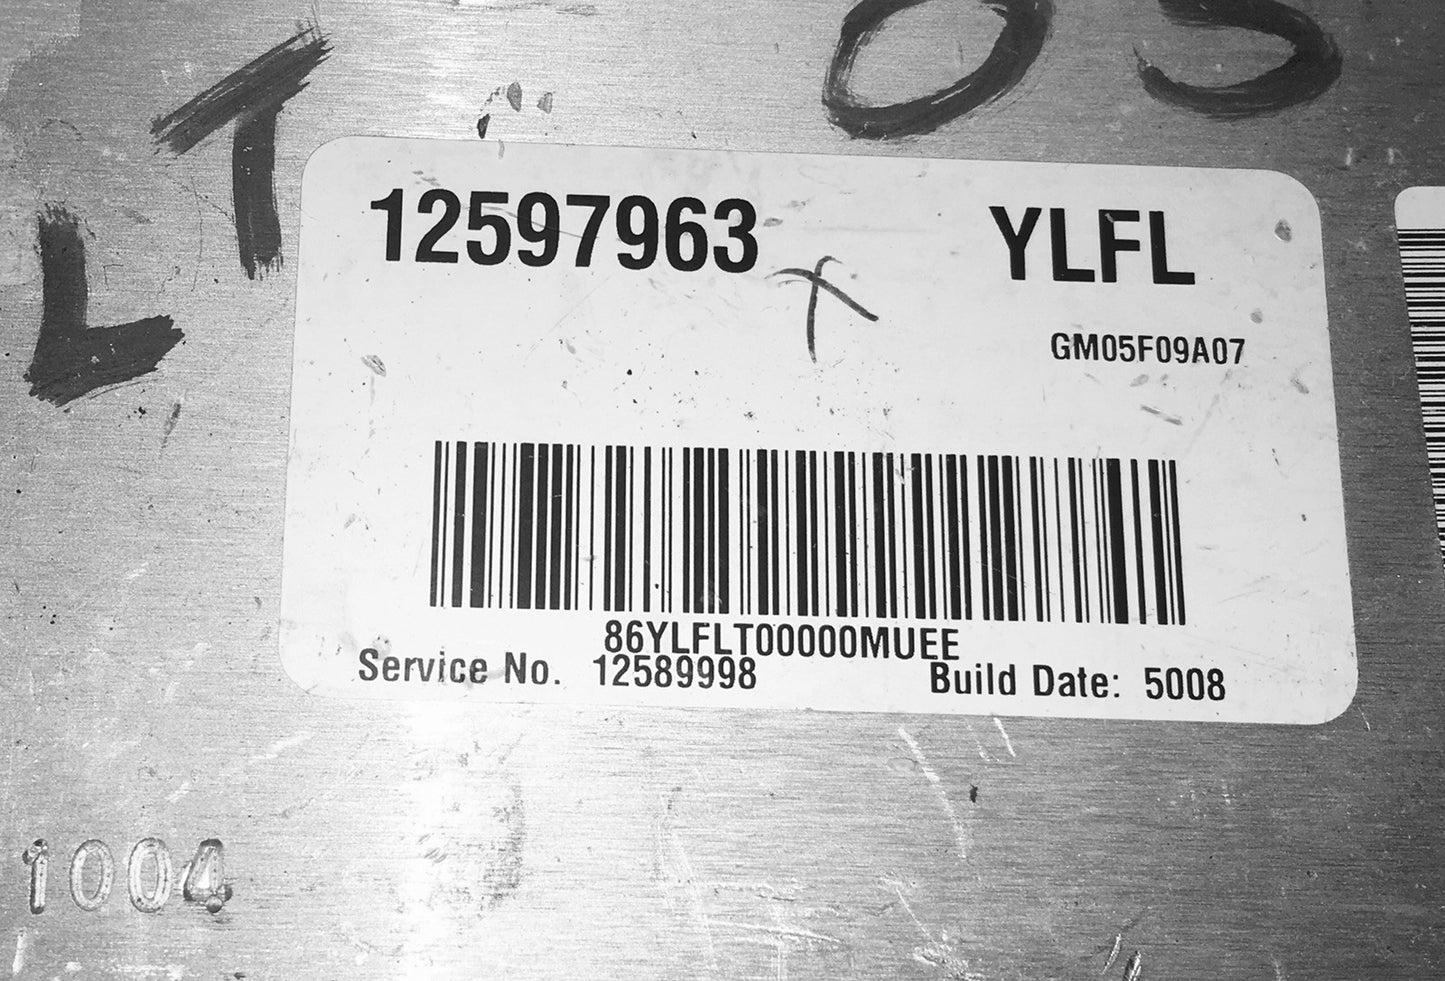 LT 05
12597963 YLFL
GM05F09A07
86YLFLT00000MUEE
Service No. 12589998 Build Date: 5008
1004